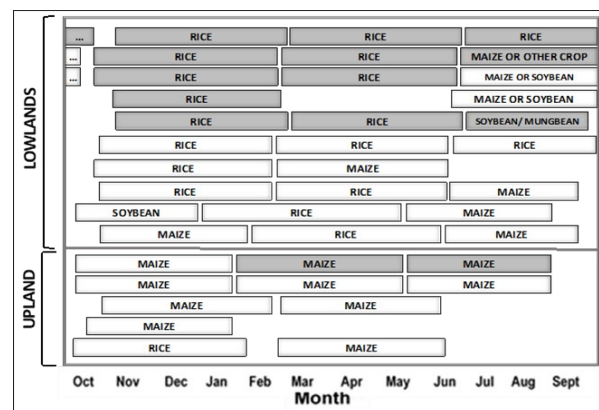 LOWLANDS
... RICE RICE RICE
... RICE RICE MAIZE OR OTHER CROP
... RICE RICE MAIZE OR SOYBEAN
RICE MAIZE OR SOYBEAN
RICE RICE SOYBEAN/ MUNGBEAN
RICE RICE RICE
RICE MAIZE
RICE RICE MAIZE
SOYBEAN RICE MAIZE
MAIZE RICE MAIZE
UPLAND
MAIZE MAIZE MAIZE
MAIZE MAIZE MAIZE
MAIZE MAIZE
MAIZE
RICE MAIZE
Oct Nov Dec Jan Feb Mar Apr May Jun Jul Aug Sept
Month